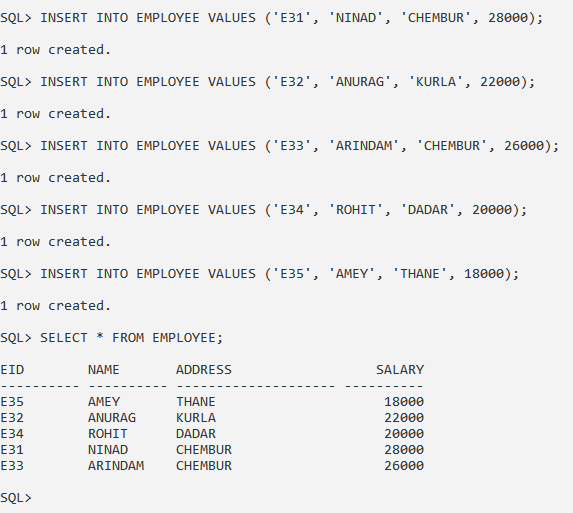 SQL> INSERT INTO EMPLOYEE VALUES ('E31', 'NINAD', 'CHEMBUR', 28000);
1 row created.
SQL> INSERT INTO EMPLOYEE VALUES ('E32', 'ANURAG', 'KURLA', 22000);
1 row created.
SQL> INSERT INTO EMPLOYEE VALUES ('E33', 'ARINDAM', 'CHEMBUR', 26000);
1 row created.
SQL> INSERT INTO EMPLOYEE VALUES ('E34', 'ROHIT', 'DADAR', 20000);
1 row created.
SQL> INSERT INTO EMPLOYEE VALUES ('E35', 'AMEY', 'THANE', 18000);
1 row created.
SQL> SELECT * FROM EMPLOYEE;
EID        NAME       ADDRESS                  SALARY
---------- ---------- -------------------- ----------
E35        AMEY       THANE                     18000
E32        ANURAG     KURLA                     22000
E34        ROHIT      DADAR                     20000
E31        NINAD      CHEMBUR                   28000
E33        ARINDAM    CHEMBUR                   26000
SQL>